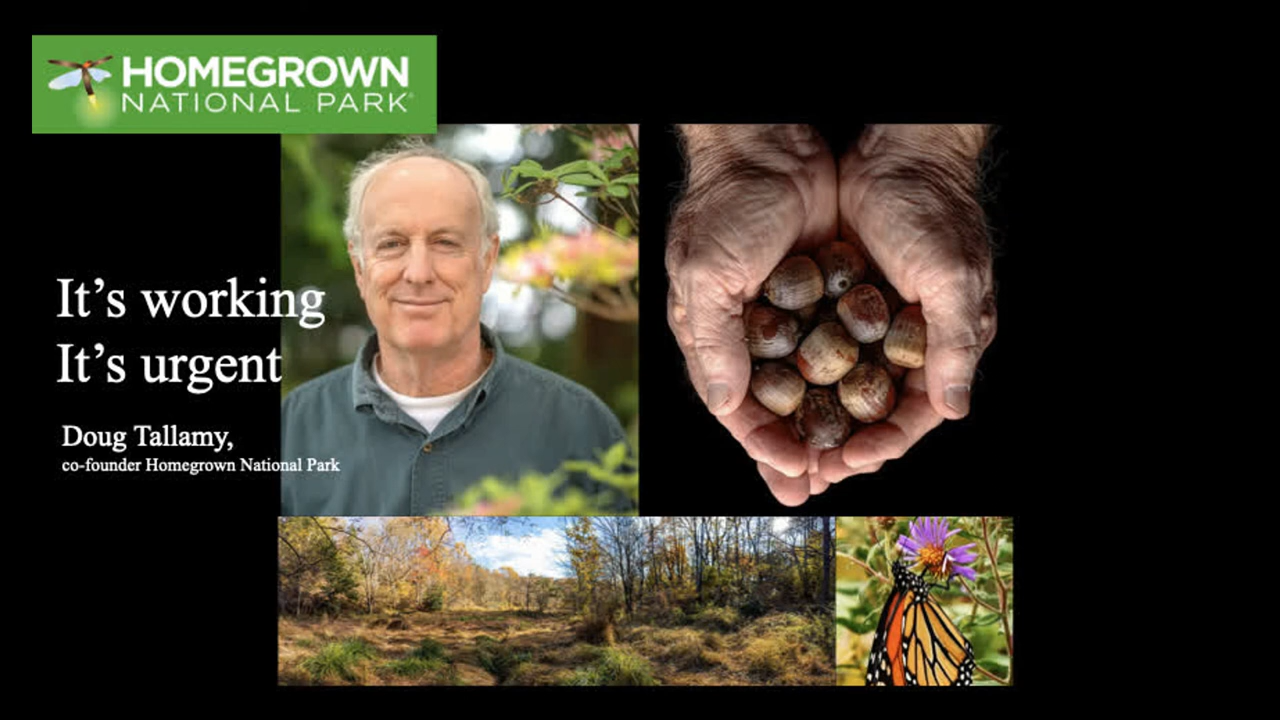 HOMEGROWN
NATIONAL PARK®
It’s working
It’s urgent
Doug Tallamy,
co-founder Homegrown National Park